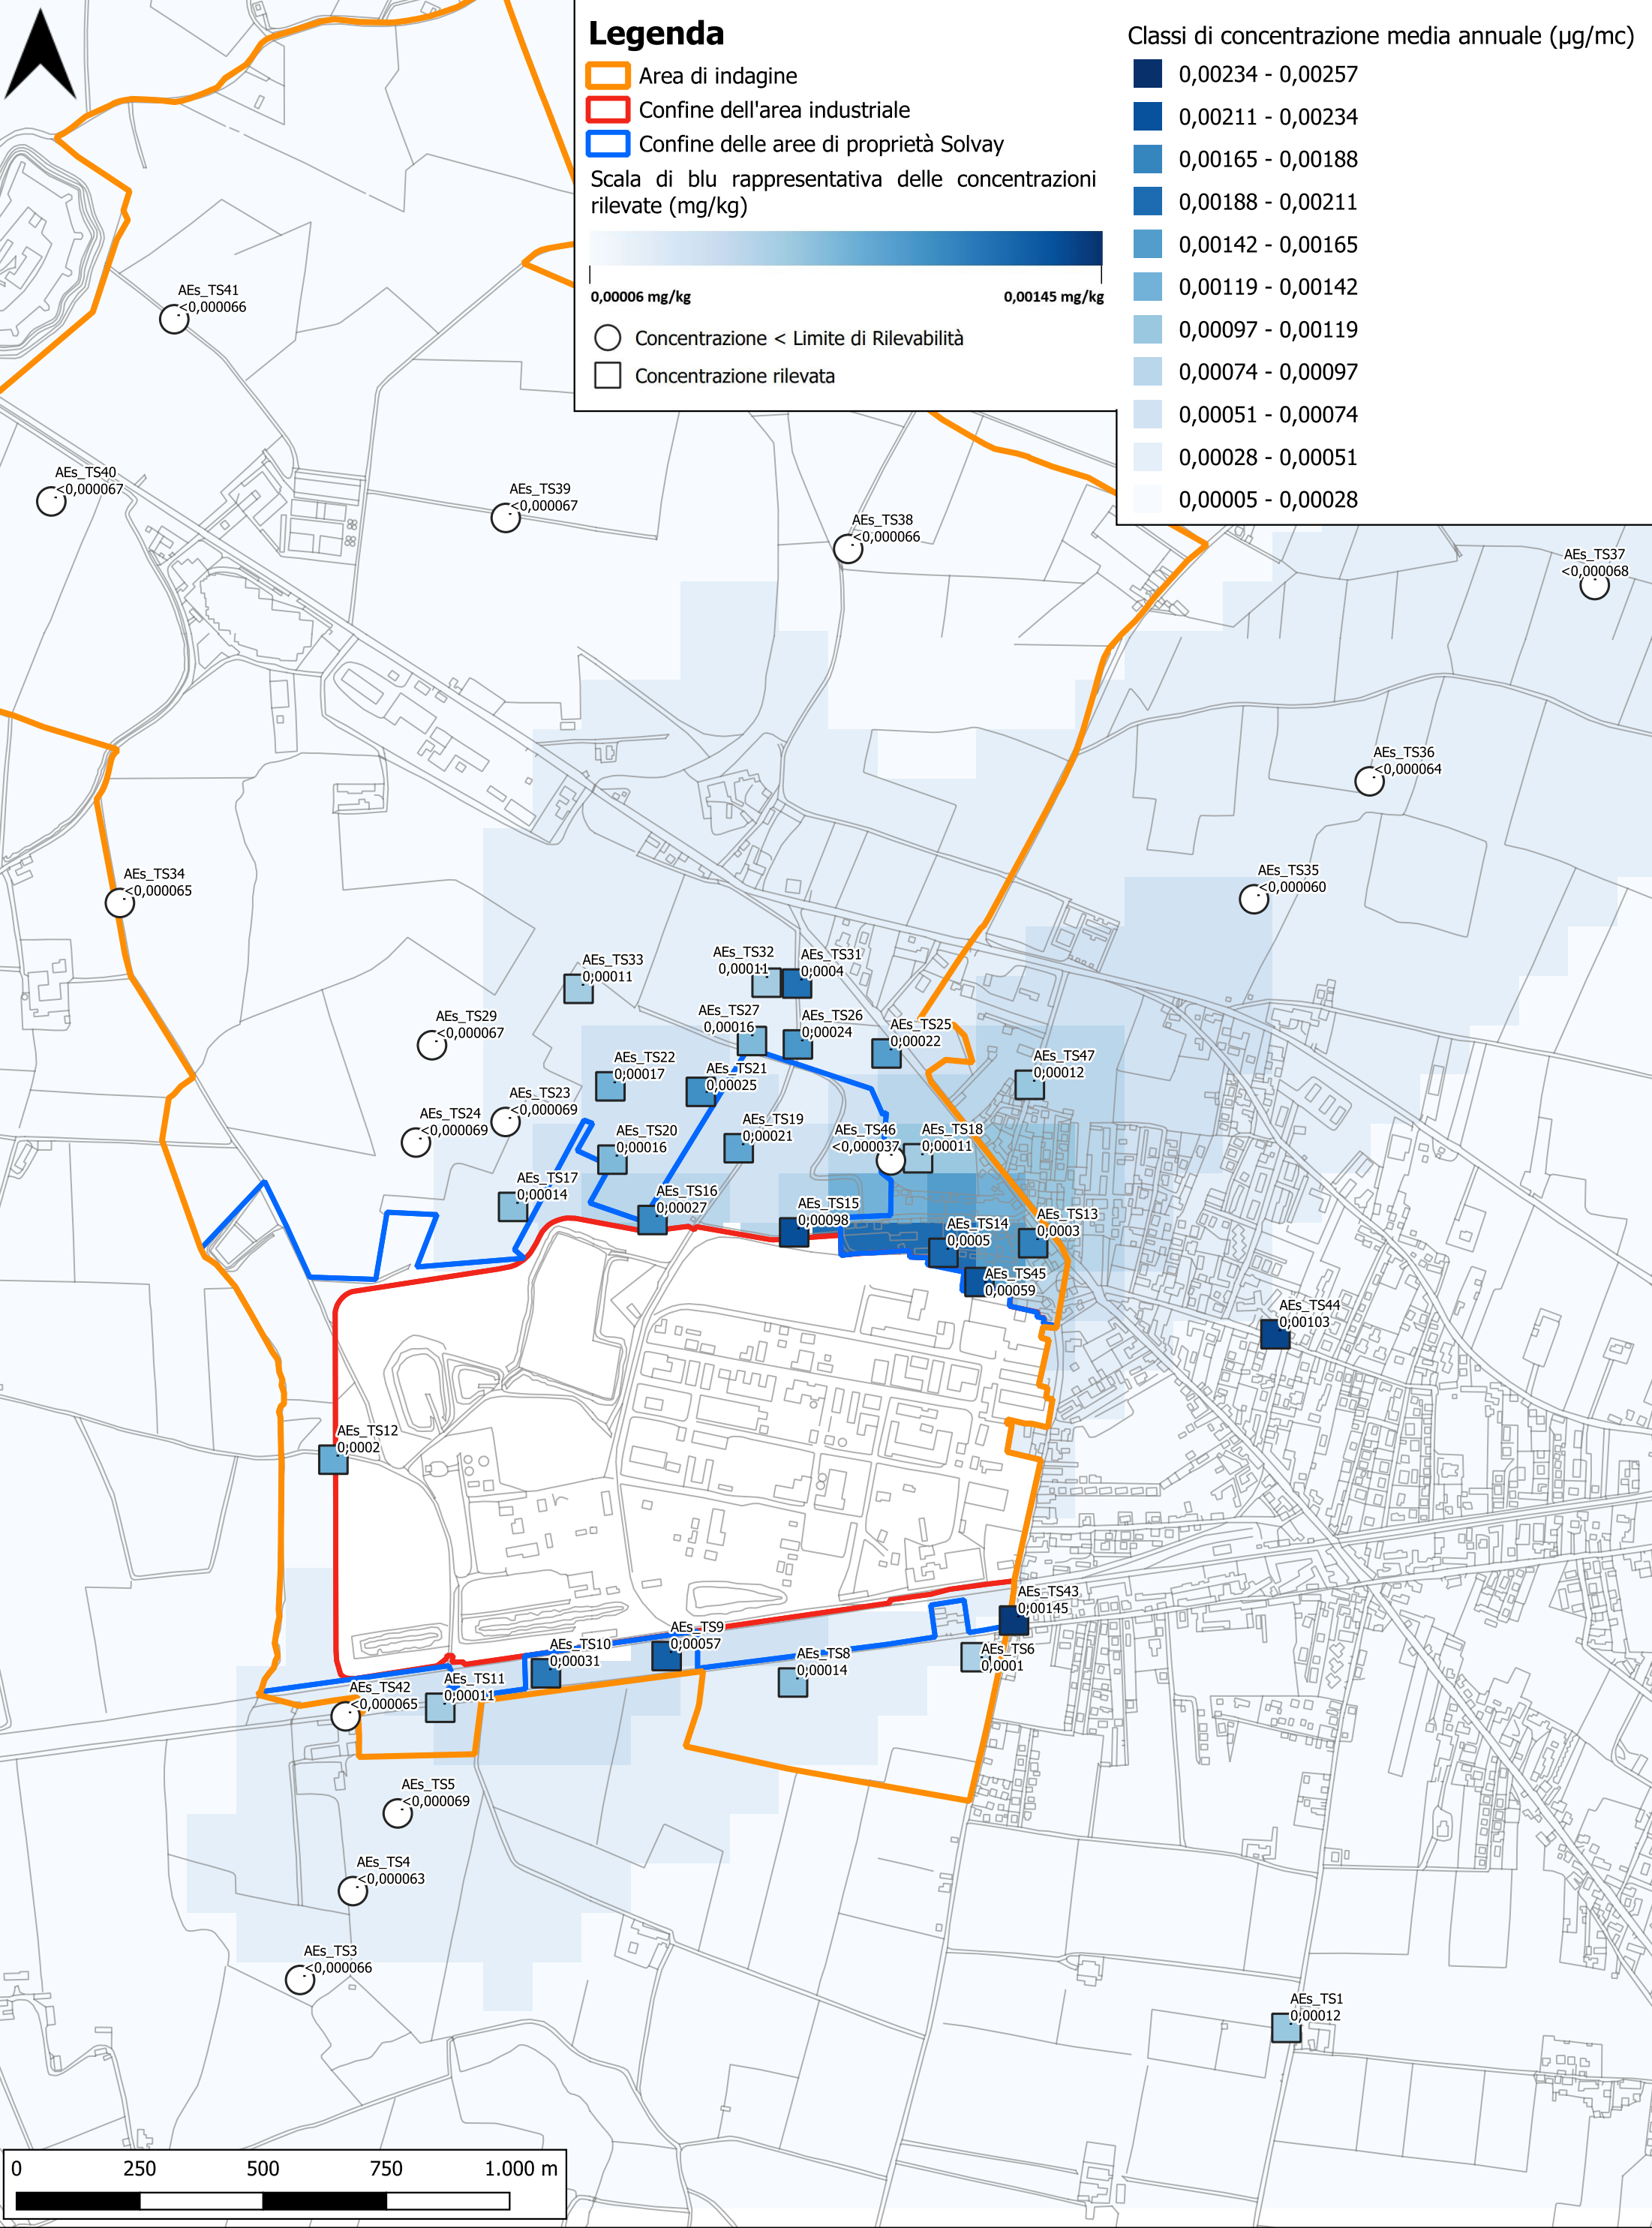 Legenda
Area di indagine
Confine dell'area industriale
Confine delle aree di proprietà Solvay
Scala di blu rappresentativa delle concentrazioni
rilevate (mg/kg)
0,00006 mg/kg
0,00145 mg/kg
Concentrazione < Limite di Rilevabilità
Concentrazione rilevata
Classi di concentrazione media annuale (µg/mc)
0,00234 - 0,00257
0,00211 - 0,00234
0,00165 - 0,00188
0,00188 - 0,00211
0,00142 - 0,00165
0,00119 - 0,00142
0,00097 - 0,00119
0,00074 - 0,00097
0,00051 - 0,00074
0,00028 - 0,00051
0,00005 - 0,00028
AEs_TS41
<0,000066
AEs_TS40
<0,000067
AEs_TS39
<0,000067
AEs_TS38
<0,000066
AEs_TS37
<0,000068
AEs_TS36
<0,000064
AEs_TS35
<0,000060
AEs_TS34
<0,000065
AEs_TS33
0,00011
AEs_TS32
0,00011
AEs_TS31
0,0004
AEs_TS29
<0,000067
AEs_TS27
0,00016
AEs_TS26
0,00024
AEs_TS25
0,00022
AEs_TS47
0,00012
AEs_TS22
0,00017
AEs_TS21
0,00025
AEs_TS23
<0,000069
AEs_TS24
<0,000069
AEs_TS20
0,00016
AEs_TS19
0,00021
AEs_TS46
<0,000037
AEs_TS18
0,00011
AEs_TS17
0,00014
AEs_TS16
0,00027
AEs_TS15
0,00098
AEs_TS14
0,0005
AEs_TS13
0,0003
AEs_TS45
0,00059
AEs_TS44
0,00103
AEs_TS12
0,0002
AEs_TS43
0,00145
AEs_TS9
0,00057
AEs_TS10
0,00031
AEs_TS8
0,00014
AEs_TS6
0,0001
AEs_TS11
0,00011
AEs_TS42
<0,000065
AEs_TS5
<0,000069
AEs_TS4
<0,000063
AEs_TS3
<0,000066
AEs_TS1
0,00012
0 250 500 750 1.000 m